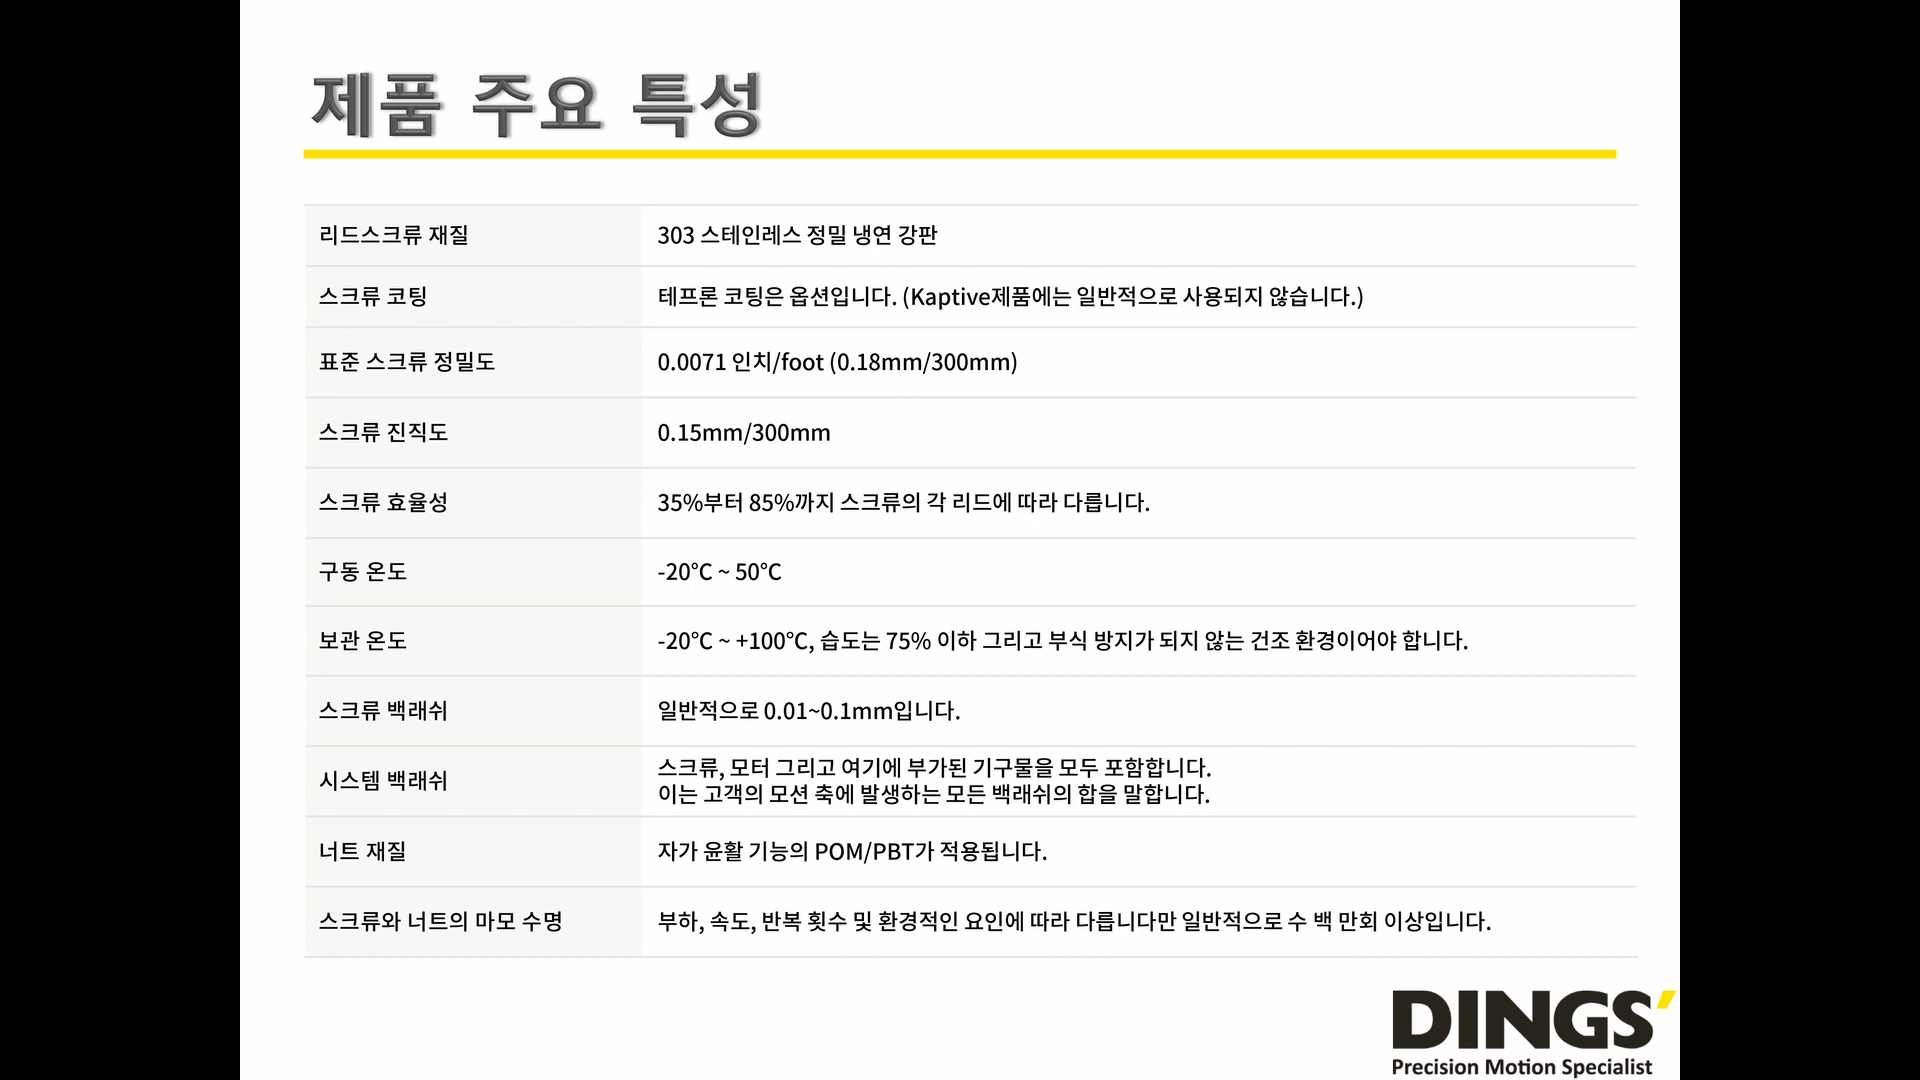 제품 주요 특성
리드스크류 재질
303 스테인레스 정밀 냉연 강판
스크류 코팅
테프론 코팅은 옵션입니다. (Kaptive제품에는 일반적으로 사용되지 않습니다.)
표준 스크류 정밀도
0.0071 인치/foot (0.18mm/300mm)
스크류 진직도
0.15mm/300mm
스크류 효율성
35%부터 85%까지 스크류의 각 리드에 따라 다릅니다.
구동 온도
-20℃ ~ 50℃
보관 온도
-20℃ ~ +100℃, 습도는 75% 이하 그리고 부식 방지가 되지 않는 건조 환경이어야 합니다.
스크류 백래쉬
일반적으로 0.01~0.1mm입니다.
시스템 백래쉬
스크류, 모터 그리고 여기에 부가된 기구물을 모두 포함합니다.
이는 고객의 모션 축에 발생하는 모든 백래쉬의 합을 말합니다.
너트 재질
자가 윤활 기능의 POM/PBT가 적용됩니다.
스크류와 너트의 마모 수명
부하, 속도, 반복 횟수 및 환경적인 요인에 따라 다릅니다만 일반적으로 수 백 만회 이상입니다.
DINGS'
Precision Motion Specialist